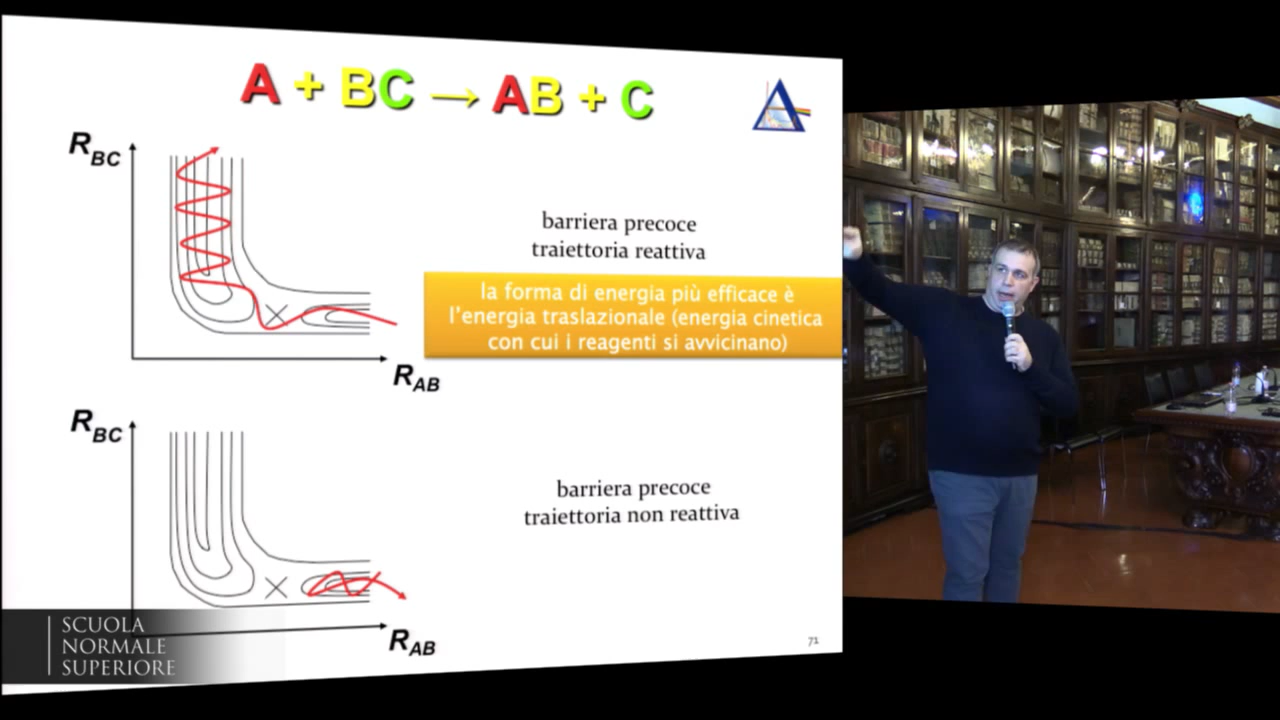 A + BC → AB + C
R_BC
barriera precoce
traiettoria reattiva
la forma di energia più efficace è
l'energia traslazionale (energia cinetica
con cui i reagenti si avvicinano)
R_AB
R_BC
barriera precoce
traiettoria non reattiva
R_AB
71
SCUOLA
NORMALE
SUPERIORE